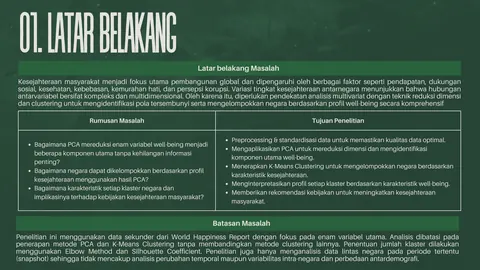 01. LATAR BELAKANG
Latar belakang Masalah
Kesejahteraan masyarakat menjadi fokus utama pembangunan global dan dipengaruhi oleh berbagai faktor seperti pendapatan, dukungan
sosial, kesehatan, kebebasan, kemurahan hati, dan persepsi korupsi. Variasi tingkat kesejahteraan antarnegara menunjukkan bahwa hubungan
antarvariabel bersifat kompleks dan multidimensional. Oleh karena itu, diperlukan pendekatan analisis multivariat dengan teknik reduksi dimensi
dan clustering untuk mengidentifikasi pola tersembunyi serta mengelompokkan negara berdasarkan profil well-being secara komprehensif
Rumusan Masalah
• Bagaimana PCA mereduksi enam variabel well-being menjadi
beberapa komponen utama tanpa kehilangan informasi
penting?
• Bagaimana negara dapat dikelompokkan berdasarkan profil
kesejahteraan menggunakan hasil PCA?
• Bagaimana karakteristik setiap klaster negara dan
implikasinya terhadap kebijakan kesejahteraan masyarakat?
Tujuan Penelitian
• Preprocessing & standardisasi data untuk memastikan kualitas data optimal.
• Mengaplikasikan PCA untuk mereduksi dimensi dan mengidentifikasi
komponen utama well-being.
• Menerapkan K-Means Clustering untuk mengelompokkan negara berdasarkan
karakteristik kesejahteraan.
• Menginterpretasikan profil setiap klaster berdasarkan karakteristik well-being.
• Memberikan rekomendasi kebijakan untuk meningkatkan kesejahteraan
masyarakat.
Batasan Masalah
Penelitian ini menggunakan data sekunder dari World Happiness Report dengan fokus pada enam variabel utama. Analisis dibatasi pada
penerapan metode PCA dan K-Means Clustering tanpa membandingkan metode clustering lainnya. Penentuan jumlah klaster dilakukan
menggunakan Elbow Method dan Silhouette Coefficient. Penelitian juga hanya menganalisis data lintas negara pada periode tertentu
(snapshot) sehingga tidak mencakup analisis perubahan temporal maupun variabilitas intra-negara dan perbedaan antardemografi.